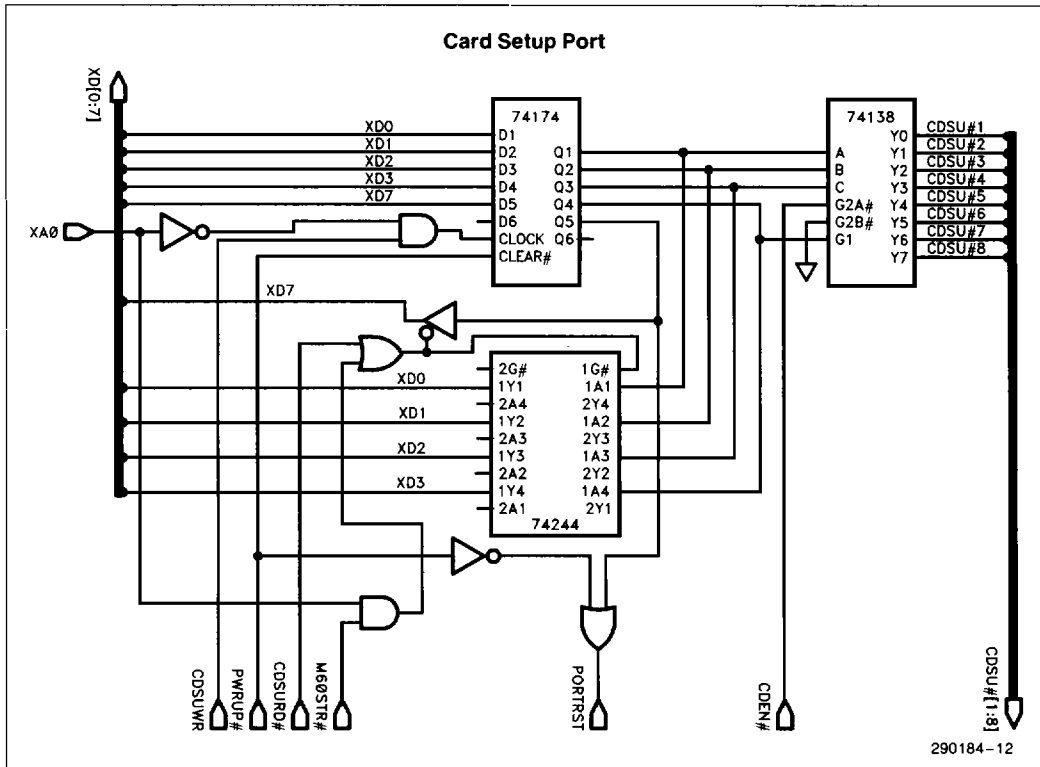 Card Setup Port
XD[0:7]
74174
74138
XD0
D1
Y0
CDSU#1
XD1
D2
Q1
A
Y1
CDSU#2
XD2
D3
Q2
B
Y2
CDSU#3
XD3
D4
Q3
C
Y3
CDSU#4
XD7
D5
Q4
G2A#
Y4
CDSU#5
D6
Q5
G2B#
Y5
CDSU#6
XA0
CLOCK
Q6
G1
Y6
CDSU#7
CLEAR#
Y7
CDSU#8
XD7
2G#
1G#
XD0
1Y1
1A1
2A4
2Y4
XD1
1Y2
1A2
2A3
2Y3
XD2
1Y3
1A3
2A2
2Y2
XD3
1Y4
1A4
2A1
2Y1
74244
CDSUWR
PWRUP#
CDSURD#
M60STR#
PORTRST
CDEN#
CDSU#[1:8]
290184-12